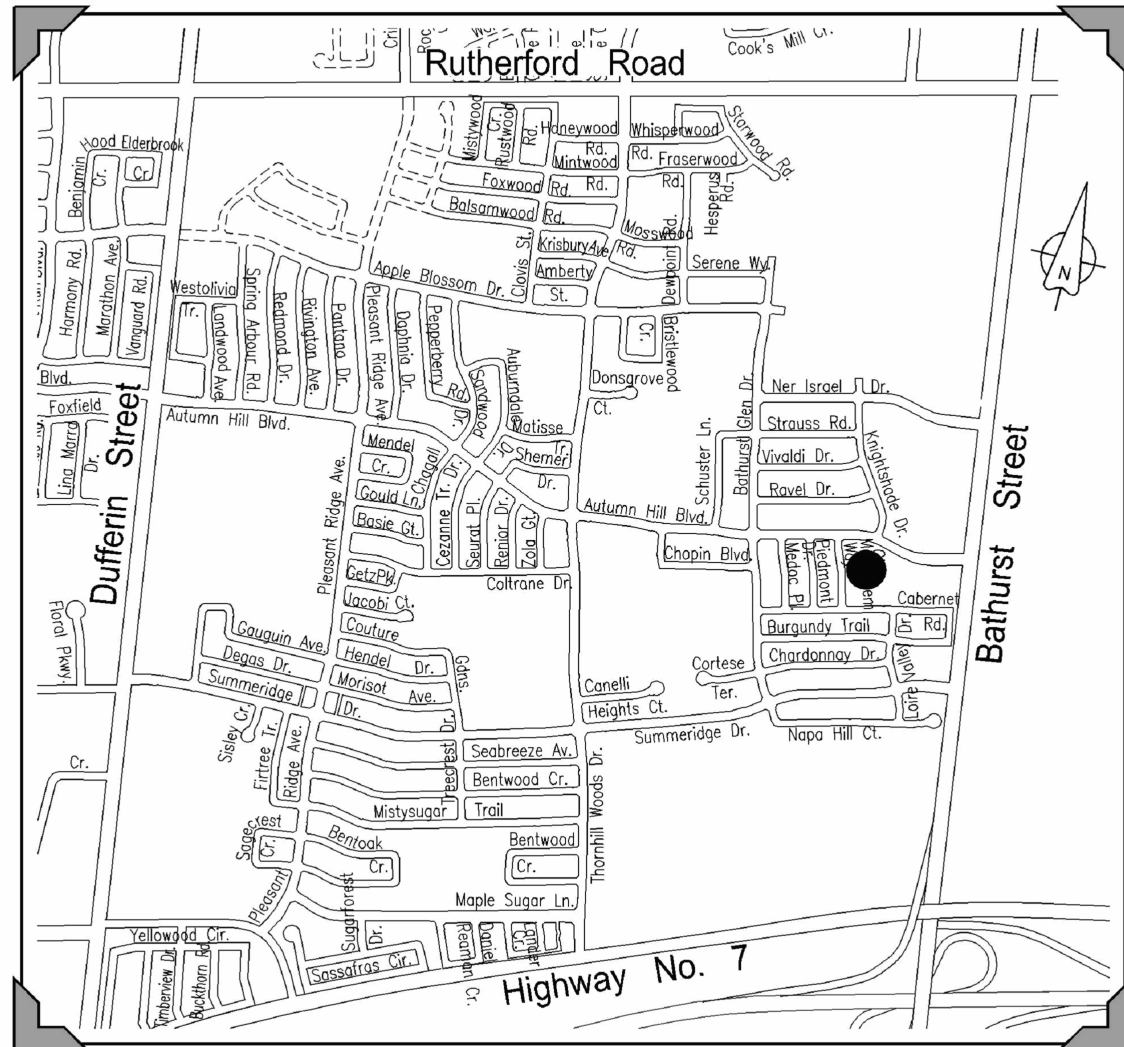 Cook's Mill Cr.
Rutherford Road
Mistywood
Cr.
Rustwood
Rd.
Honeywood
Rd.
Whisperwood
Rd.
Starwood Rd.
Hood
Elderbrook
Cr.
Cr.
Benjamin
Mintwood
Rd.
Fraserwood
Rd.
Foxwood
Rd.
Hesperus
Rd.
Balsamwood
Rd.
Mosswood
Rd.
Krisbury Ave
Clovis St.
Amberty
St.
Dewpoint Rd.
Serene Wy.
Apple Blossom Dr.
Harmony Rd.
Marathon Ave.
Vanguard Rd.
Westolivia
Tr.
Landwood Ave.
Spring Arbour Rd.
Redmond Dr.
Rivington Ave.
Pantano Dr.
Pleasant Ridge Ave.
Daphnia Dr.
Pepperberry
Rd.
Cr.
Bristlewood
N
Blvd.
Foxfield
Dr.
Lina Marra
Dufferin Street
Autumn Hill Blvd.
Sandwood
Dr.
Auburndale
Dr.
Donsgrove
Ct.
Matisse
Tr.
Shemer
Dr.
Ner Israel Dr.
Strauss Rd.
Vivaldi Dr.
Ravel Dr.
Knightshade Dr.
Schuster Ln.
Bathurst Glen Dr.
Bathurst Street
Mendel
Cr.
Chagall
Dr.
Gould Ln.
Basie Gt.
Cezanne Tr.
Seurat Pl.
Reniar Dr.
Zola Gt.
Autumn Hill Blvd.
Pleasant Ridge Ave.
Chopin Blvd.
Medoc Pl.
Piedmont
Dr.
GetzPk.
Coltrane Dr.
Jacobi Ct.
Cabernet
Rd.
Floral Pkwy.
Burgundy Trail
Chardonnay Dr.
Loire Valley
Dr.
Gauguin Ave.
Couture
Gdns.
Degas Dr.
Hendel Dr.
Summeridge
Dr.
Morisot Ave.
Cortese
Ter.
Canelli
Heights Ct.
Summeridge Dr.
Napa Hill Ct.
Sisley Cr.
Firtree Tr.
Ridge Ave.
Treecrest Dr.
Seabreeze Av.
Bentwood Cr.
Cr.
Mistysugar Trail
Thornhill Woods Dr.
Sagecrest
Cr.
Bentoak
Cr.
Bentwood
Cr.
Pleasant
Maple Sugar Ln.
Sugarforest
Dr.
Yellowood Cir.
Timberview Dr.
Buckthorn Rd.
Sassafras Cir.
Reaman Cr.
Daniel
Lander
Cr.
Highway No. 7